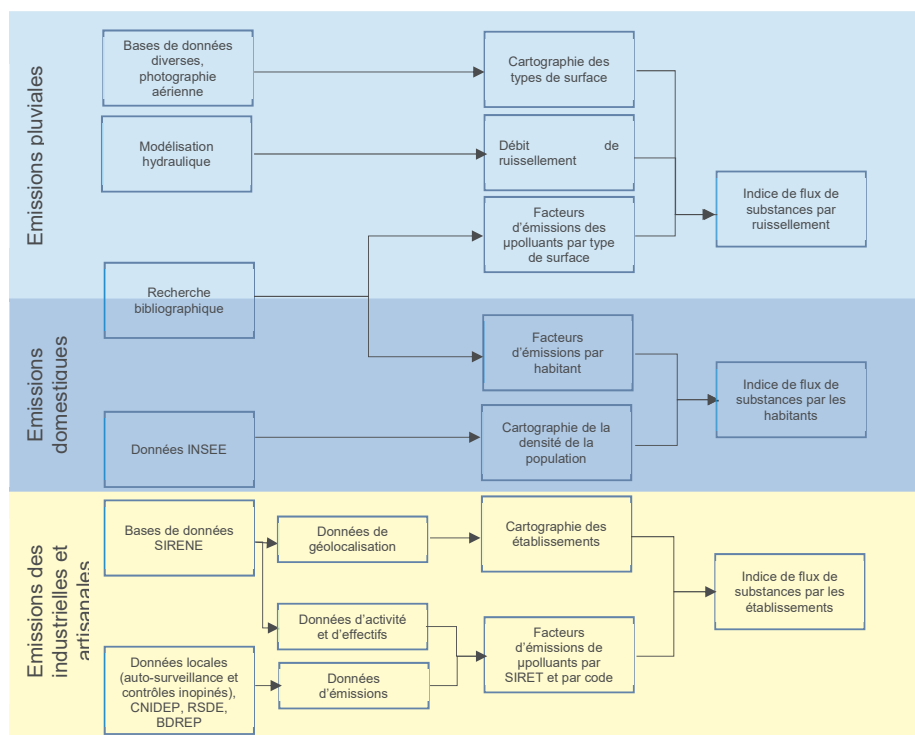 Emissions pluviales
Bases de données
diverses,
photographie
aérienne
Cartographie des
types de surface
Modélisation
hydraulique
Débit de
ruissellement
Facteurs
d'émissions des
µpolluants par type
de surface
Indice de flux de
substances par
ruissellement
Recherche
bibliographique
Emissions
domestiques
Facteurs
d'émissions par
habitant
Indice de flux de
substances par les
habitants
Données INSEE
Cartographie de la
densité de la
population
Emissions des
industrielles et
artisanales
Bases de données
SIRENE
Données de
géolocalisation
Cartographie des
établissements
Indice de flux de
substances par les
établissements
Données d'activité
et d'effectifs
Facteurs
d'émissions de
µpolluants par
SIRET et par code
Données locales
(auto-surveillance et
contrôles inopinés),
CNIDEP, RSDE,
BDREP
Données
d'émissions